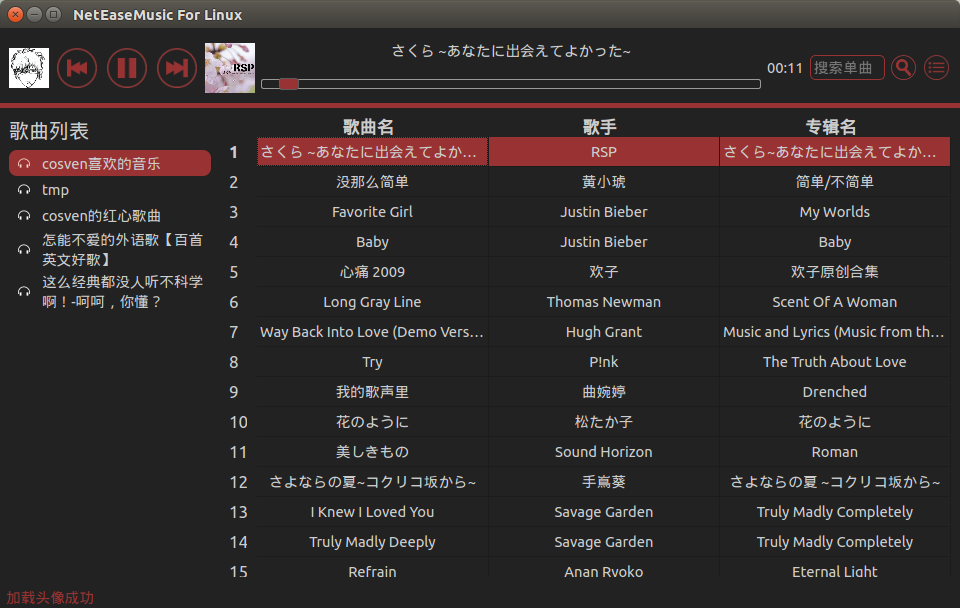 NetEaseMusic For Linux
さくら ~あなたに出会えてよかった~
RSP
00:11 搜索单曲
歌曲列表
cosven喜欢的音乐
tmp
cosven的红心歌曲
怎能不爱的外语歌【百首
英文好歌】
这么经典都没人听不科学
啊！-呵呵，你懂？
歌曲名 歌手 专辑名
1 さくら ~あなたに出会えてよか… RSP さくら~あなたに出会えてよか…
2 没那么简单 黄小琥 简单/不简单
3 Favorite Girl Justin Bieber My Worlds
4 Baby Justin Bieber Baby
5 心痛 2009 欢子 欢子原创合集
6 Long Gray Line Thomas Newman Scent Of A Woman
7 Way Back Into Love (Demo Vers… Hugh Grant Music and Lyrics (Music from th…
8 Try P!nk The Truth About Love
9 我的歌声里 曲婉婷 Drenched
10 花のように 松たか子 花のように
11 美しきもの Sound Horizon Roman
12 さよならの夏~コクリコ坂から~ 手嶌葵 さよならの夏 ~コクリコ坂から~
13 I Knew I Loved You Savage Garden Truly Madly Completely
14 Truly Madly Deeply Savage Garden Truly Madly Completely
15 Refrain Anan Ryoko Eternal Light
加载头像成功